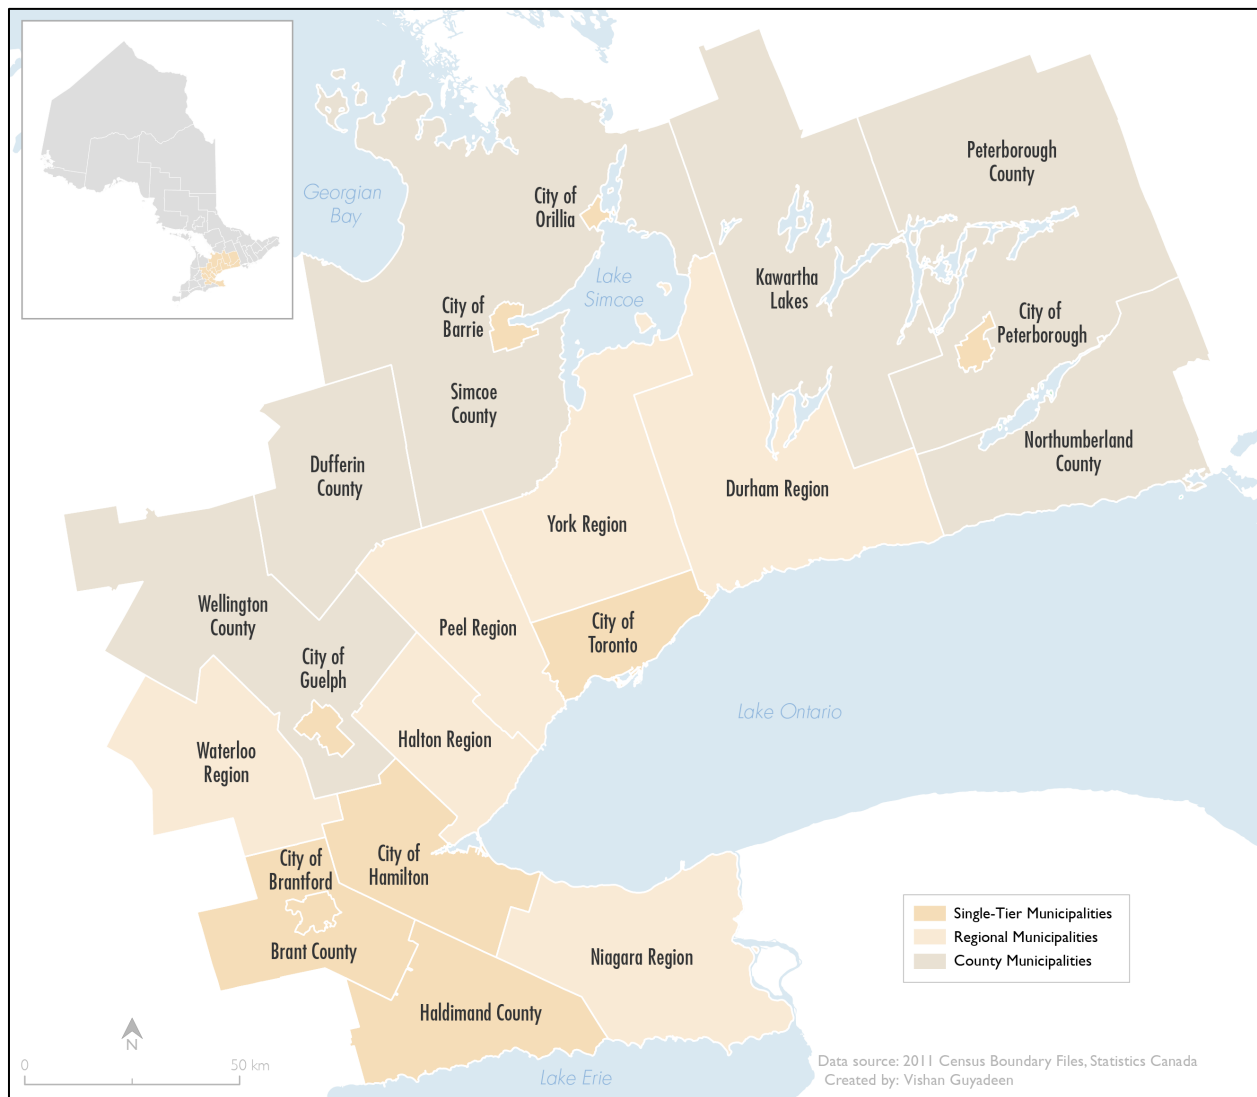 Peterborough
County
Georgian
Bay
City of
Orillia
Lake
Simcoe
Kawartha
Lakes
City of
Barrie
City of
Peterborough
Simcoe
County
Northumberland
County
Dufferin
County
Durham Region
York Region
Wellington
County
City of
Toronto
Peel Region
City of
Guelph
Lake Ontario
Halton Region
Waterloo
Region
City of
Brantford
City of
Hamilton
Single-Tier Municipalities
Regional Municipalities
County Municipalities
Brant County
Niagara Region
Haldimand County
N
0 50 km
Lake Erie
Data source: 2011 Census Boundary Files, Statistics Canada
Created by: Vishan Guyadeen